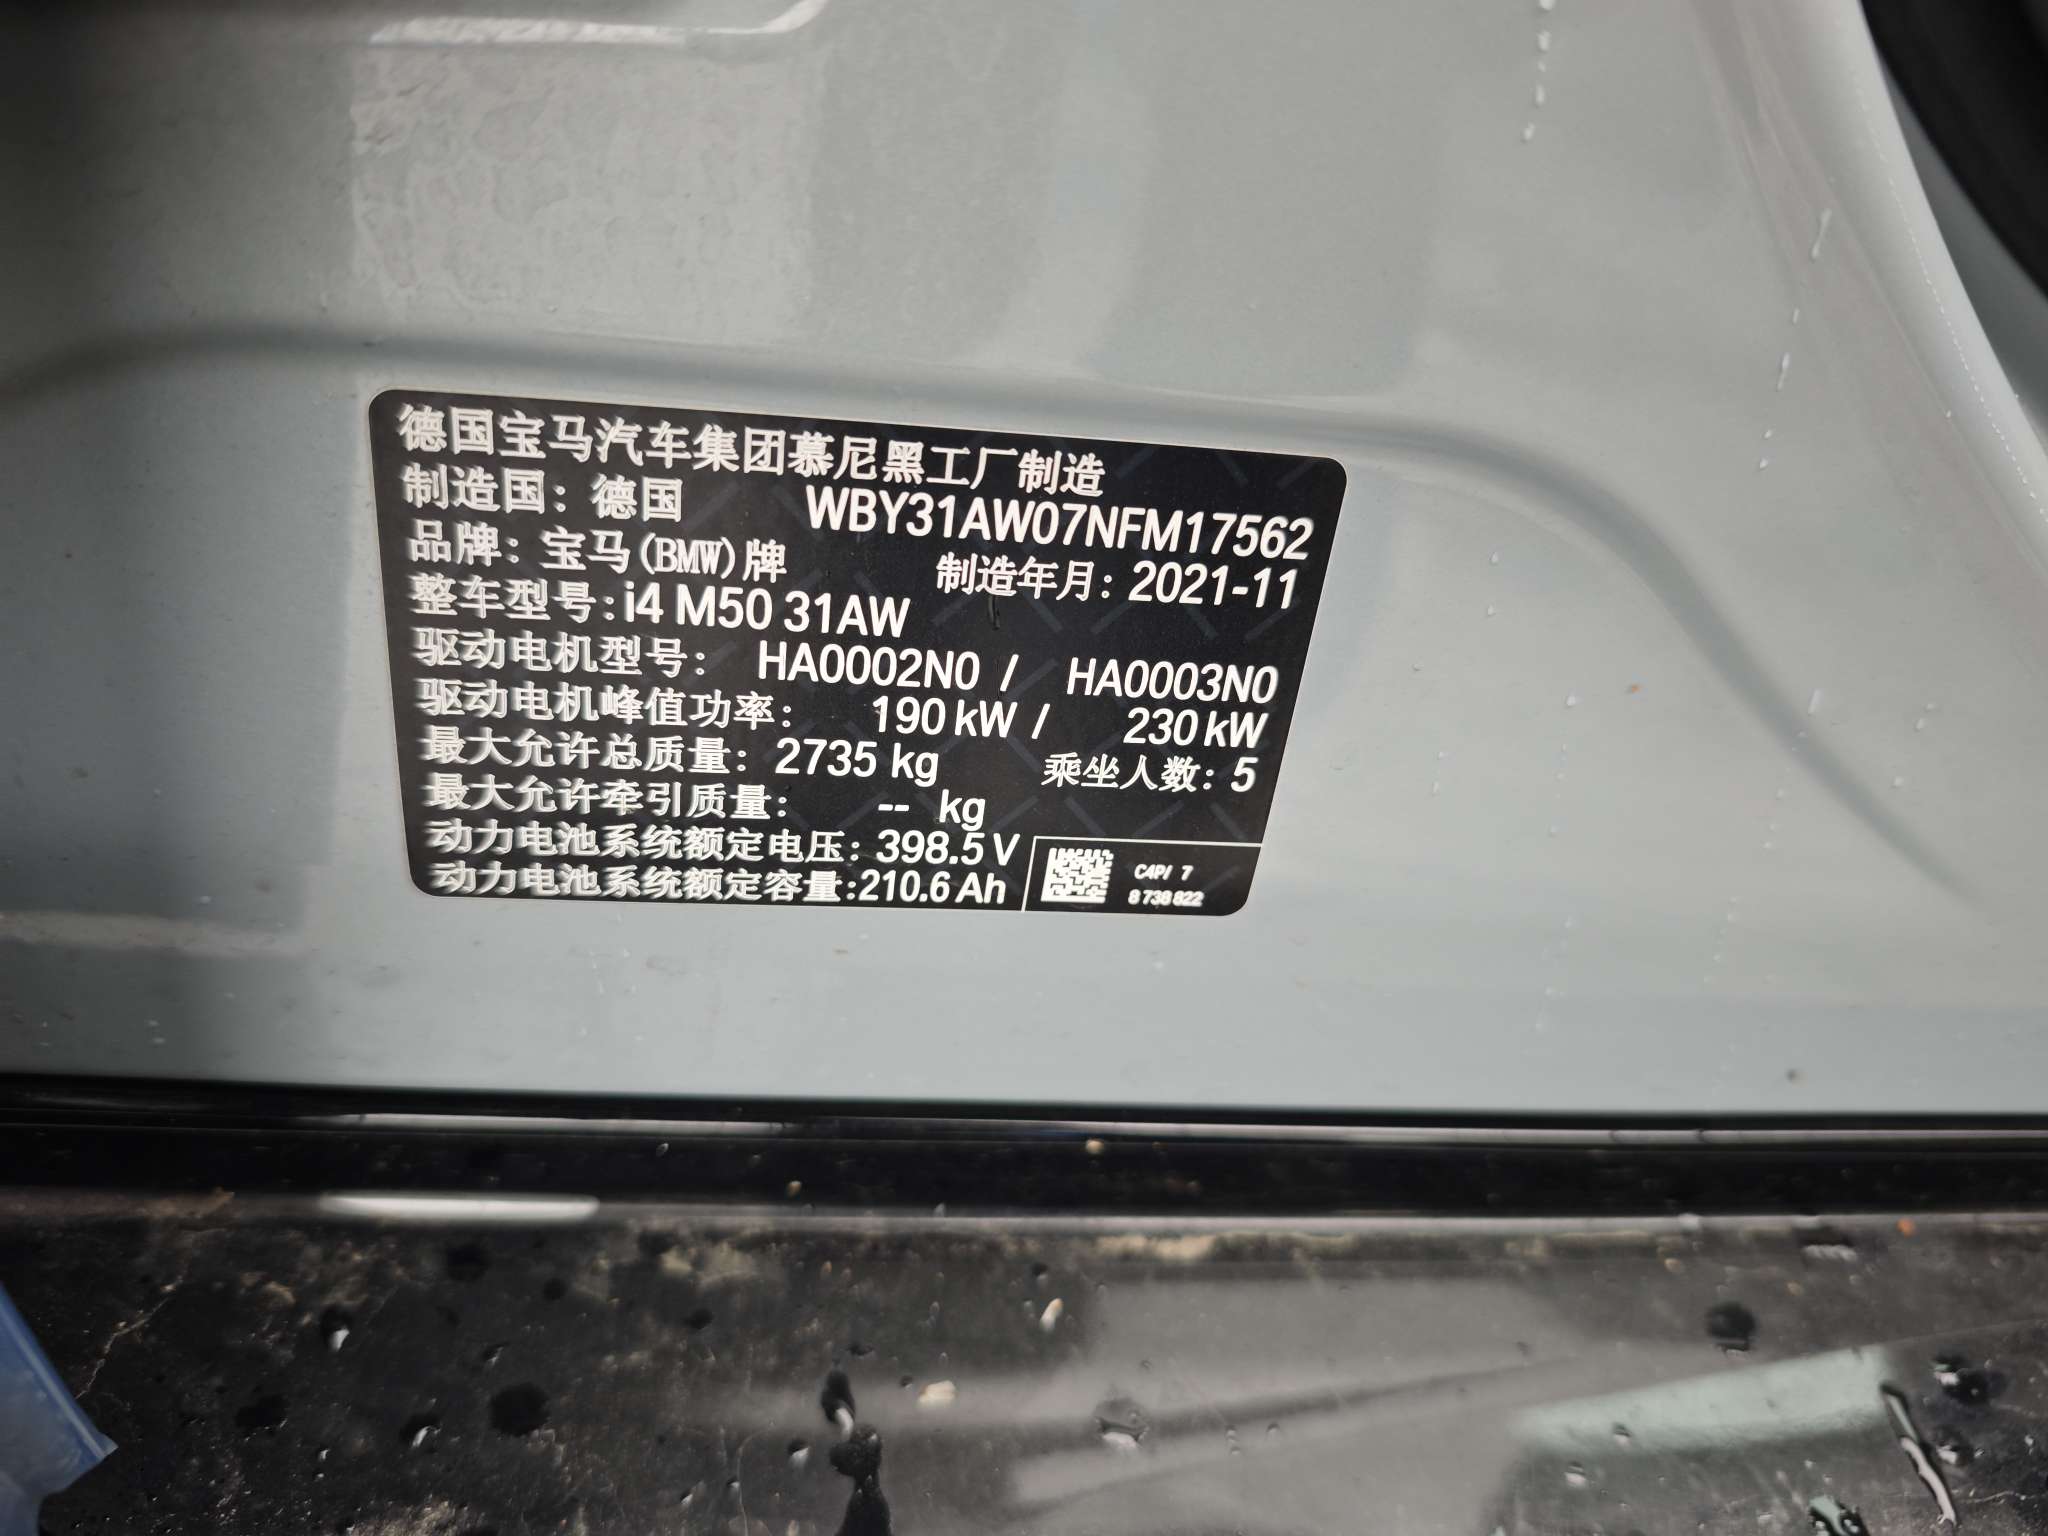 德国宝马汽车集团慕尼黑工厂制造
制造国：德国 WBY31AW07NFM17562
品牌：宝马(BMW)牌 制造年月：2021-11
整车型号:i4 M50 31AW
驱动电机型号： HA0002N0 / HA0003N0
驱动电机峰值功率： 190 kW / 230 kW
最大允许总质量：2735 kg 乘坐人数：5
最大允许牵引质量： -- kg
动力电池系统额定电压：398.5 V
动力电池系统额定容量:210.6 Ah
C4P/ 7
8 738 822